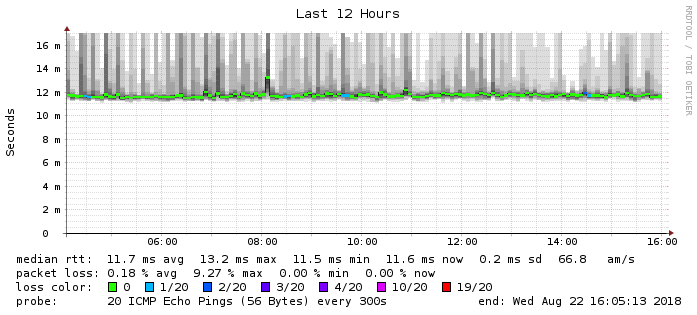 Last 12 Hours
RRDTOOL / TOBI OETIKER
Seconds
16 m
14 m
12 m
10 m
8 m
6 m
4 m
2 m
0
06:00 08:00 10:00 12:00 14:00 16:00
median rtt: 11.7 ms avg 13.2 ms max 11.5 ms min 11.6 ms now 0.2 ms sd 66.8 am/s
packet loss: 0.18 % avg 9.27 % max 0.00 % min 0.00 % now
loss color: 0 1/20 2/20 3/20 4/20 10/20 19/20
probe: 20 ICMP Echo Pings (56 Bytes) every 300s end: Wed Aug 22 16:05:13 2018